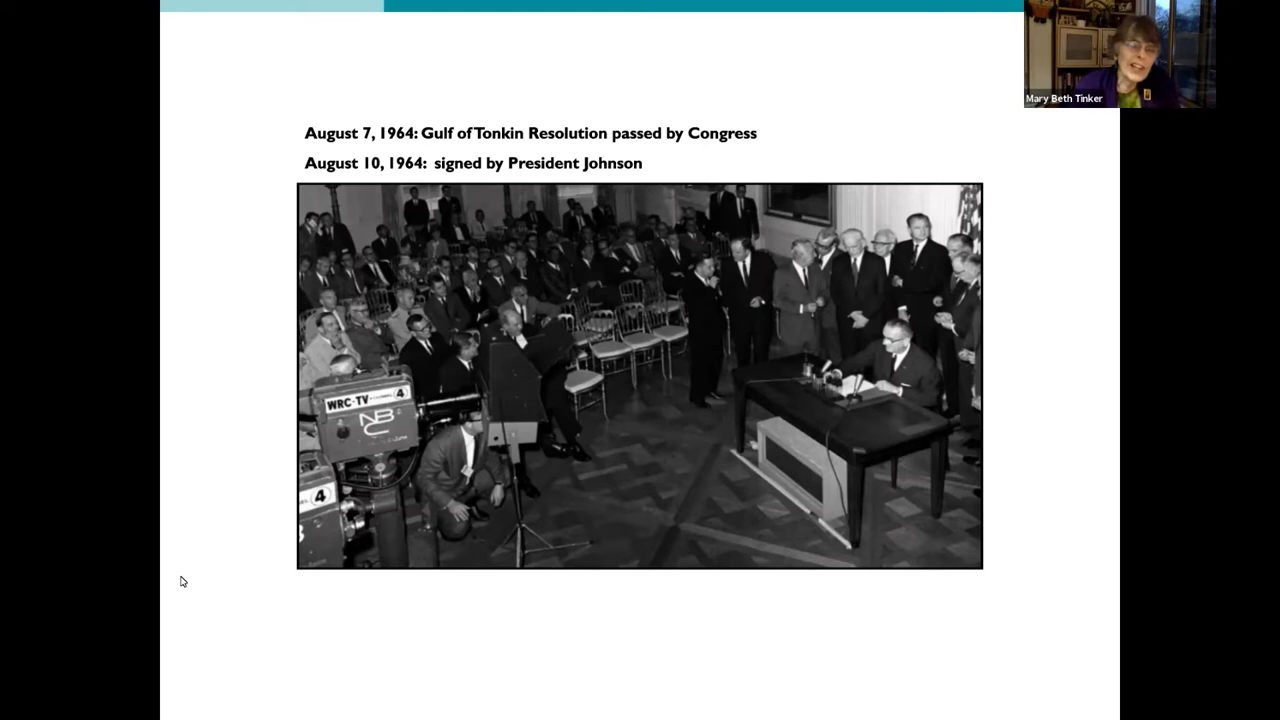 Mary Beth Tinker
August 7, 1964: Gulf of Tonkin Resolution passed by Congress
August 10, 1964:  signed by President Johnson
WRC-TV
4
NBC
4